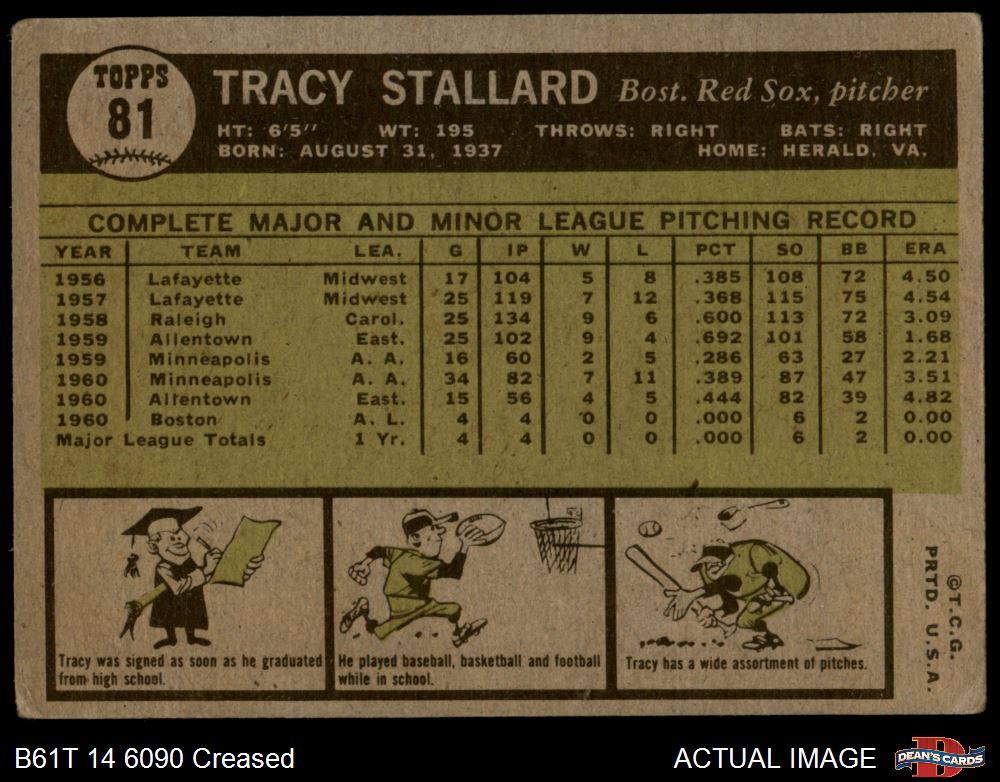 TOPPS
81
TRACY STALLARD Bost. Red Sox, pitcher
HT: 6'5" WT: 195 THROWS: RIGHT BATS: RIGHT
BORN: AUGUST 31, 1937 HOME: HERALD, VA.
COMPLETE MAJOR AND MINOR LEAGUE PITCHING RECORD
YEAR TEAM LEA. G IP W L PCT SO BB ERA
1956 Lafayette Midwest 17 104 5 8 .385 108 72 4.50
1957 Lafayette Midwest 25 119 7 12 .368 115 75 4.54
1958 Raleigh Carol. 25 134 9 6 .600 113 72 3.09
1959 Allentown East. 25 102 9 4 .692 101 58 1.68
1959 Minneapolis A. A. 16 60 2 5 .286 63 27 2.21
1960 Minneapolis A. A. 34 82 7 11 .389 87 47 3.51
1960 Allentown East. 15 56 4 5 .444 82 39 4.82
1960 Boston A. L. 4 4 0 0 .000 6 2 0.00
Major League Totals 1 Yr. 4 4 0 0 .000 6 2 0.00
Tracy was signed as soon as he graduated
from high school.
He played baseball, basketball and football
while in school.
Tracy has a wide assortment of pitches.
©T.C.G.
PRTD. U.S.A.
B61T 14 6090 Creased
ACTUAL IMAGE
D
DEAN'S CARDS